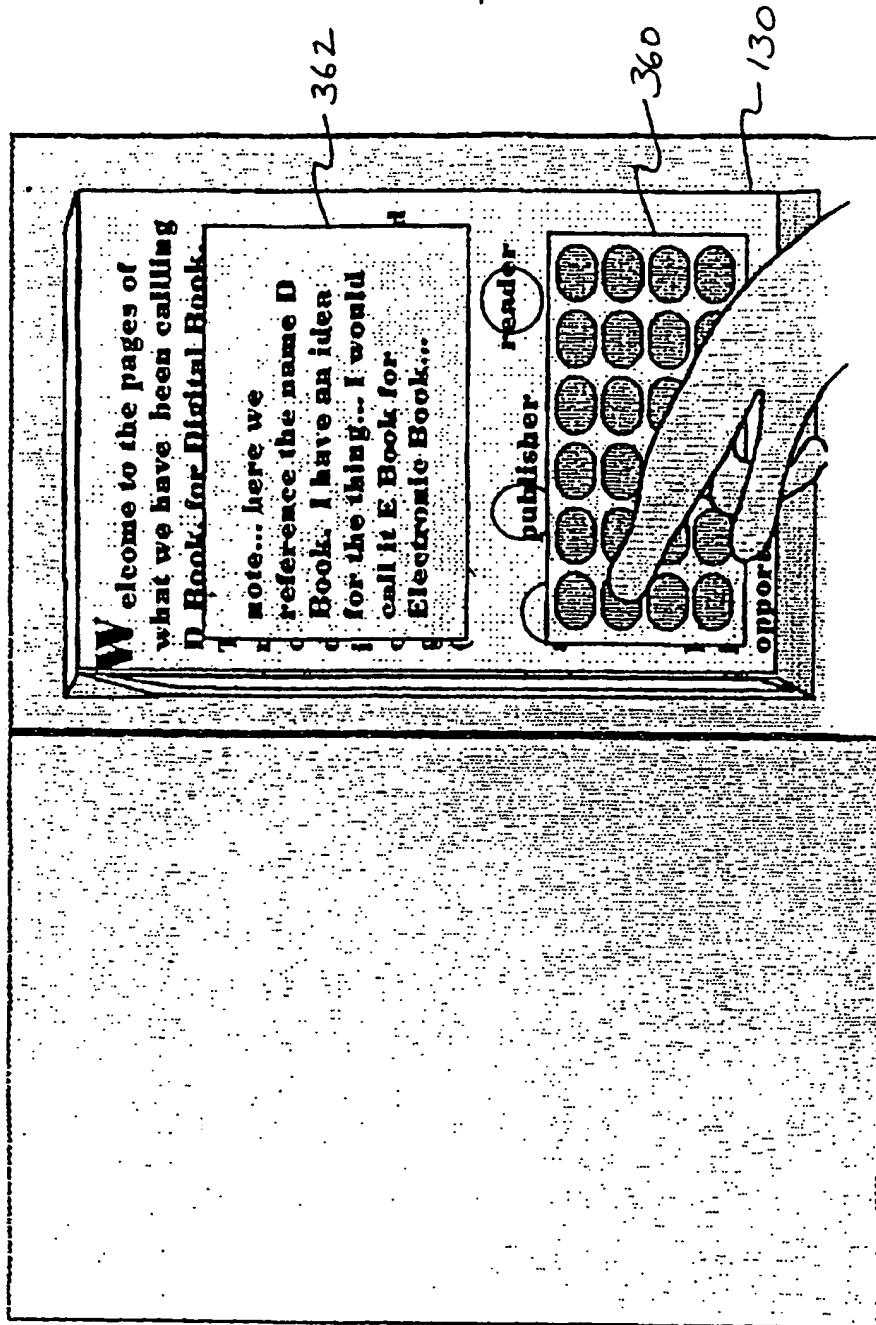 Welcome to the pages of
what we have been callling
D Book, for Digital Book.
note... here we
reference the name D
Book. I have an idea
for the thing... I would
call it E Book for
Electronic Book...
publisher
reader
oppor
362
360
130